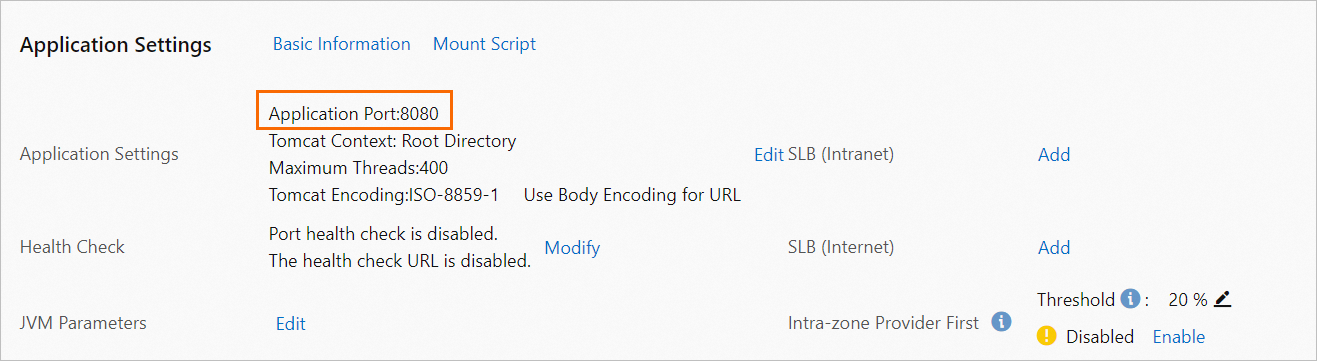 Application Settings Basic Information Mount Script
Application Port:8080
Tomcat Context: Root Directory
Application Settings
Maximum Threads:400
Tomcat Encoding:ISO-8859-1 Use Body Encoding for URL
Edit
SLB (Intranet) Add
Health Check
Port health check is disabled.
The health check URL is disabled.
Modify
SLB (Internet) Add
JVM Parameters Edit
Intra-zone Provider First
Threshold : 20 %
Disabled Enable